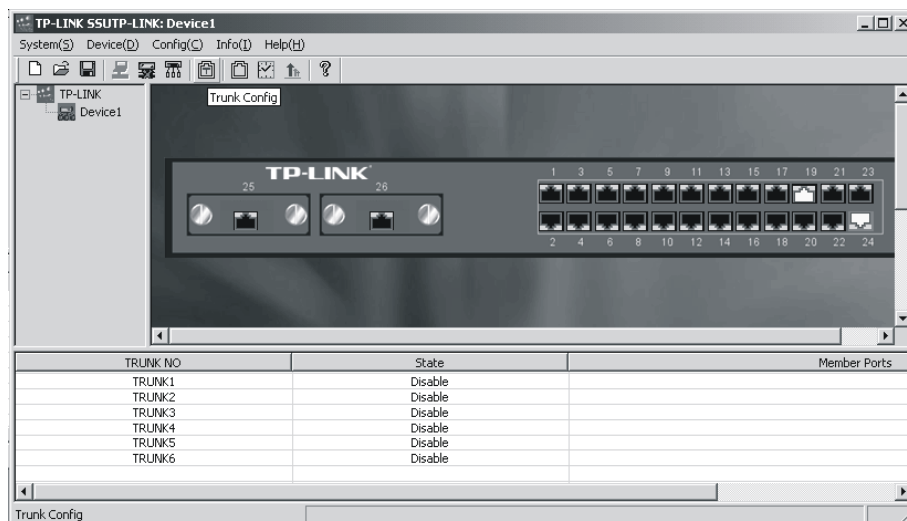 TP-LINK SSUTP-LINK: Device1
System(S) Device(D) Config(C) Info(I) Help(H)
Trunk Config
TP-LINK
Device1
TP-LINK
25 26
1 3 5 7 9 11 13 15 17 19 21 23
2 4 6 8 10 12 14 16 18 20 22 24
TRUNK NO State Member Ports
TRUNK1 Disable
TRUNK2 Disable
TRUNK3 Disable
TRUNK4 Disable
TRUNK5 Disable
TRUNK6 Disable
Trunk Config